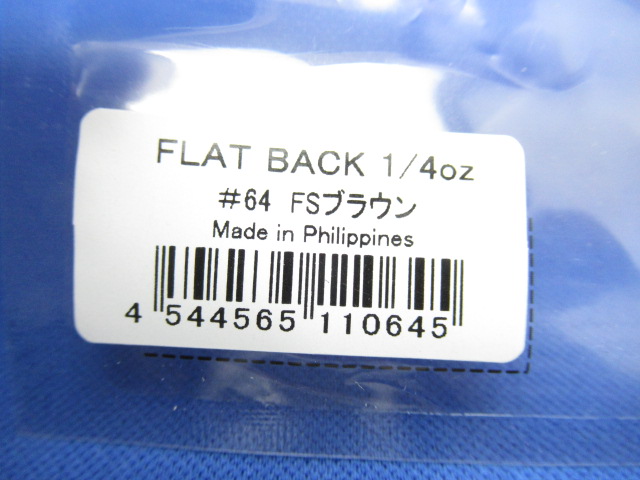 FLAT BACK 1/4oz
#64 FSブラウン
Made in Philippines
4 544565 110645